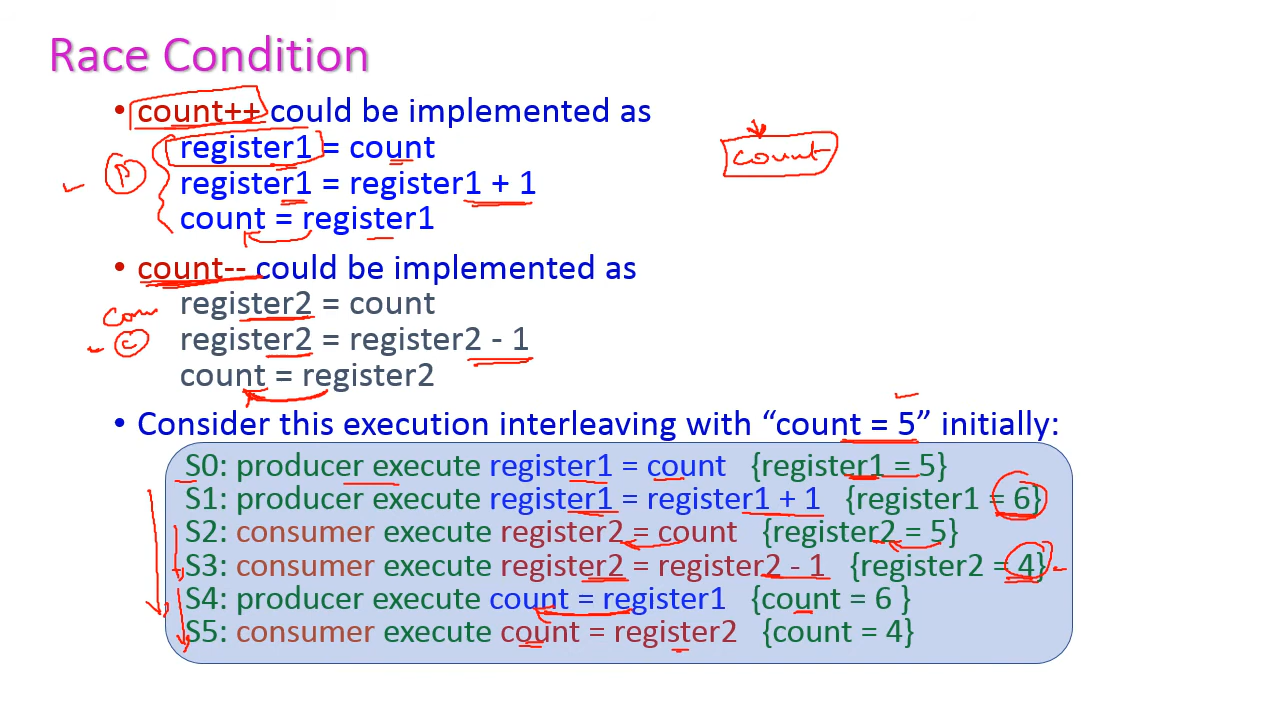 Race Condition
• count++ could be implemented as
register1 = count
count
P
register1 = register1 + 1
count = register1
• count-- could be implemented as
register2 = count
Con
C
register2 = register2 - 1
count = register2
• Consider this execution interleaving with “count = 5” initially:
S0: producer execute register1 = count {register1 = 5}
S1: producer execute register1 = register1 + 1 {register1 = 6}
S2: consumer execute register2 = count {register2 = 5}
S3: consumer execute register2 = register2 - 1 {register2 = 4}
S4: producer execute count = register1 {count = 6 }
S5: consumer execute count = register2 {count = 4}